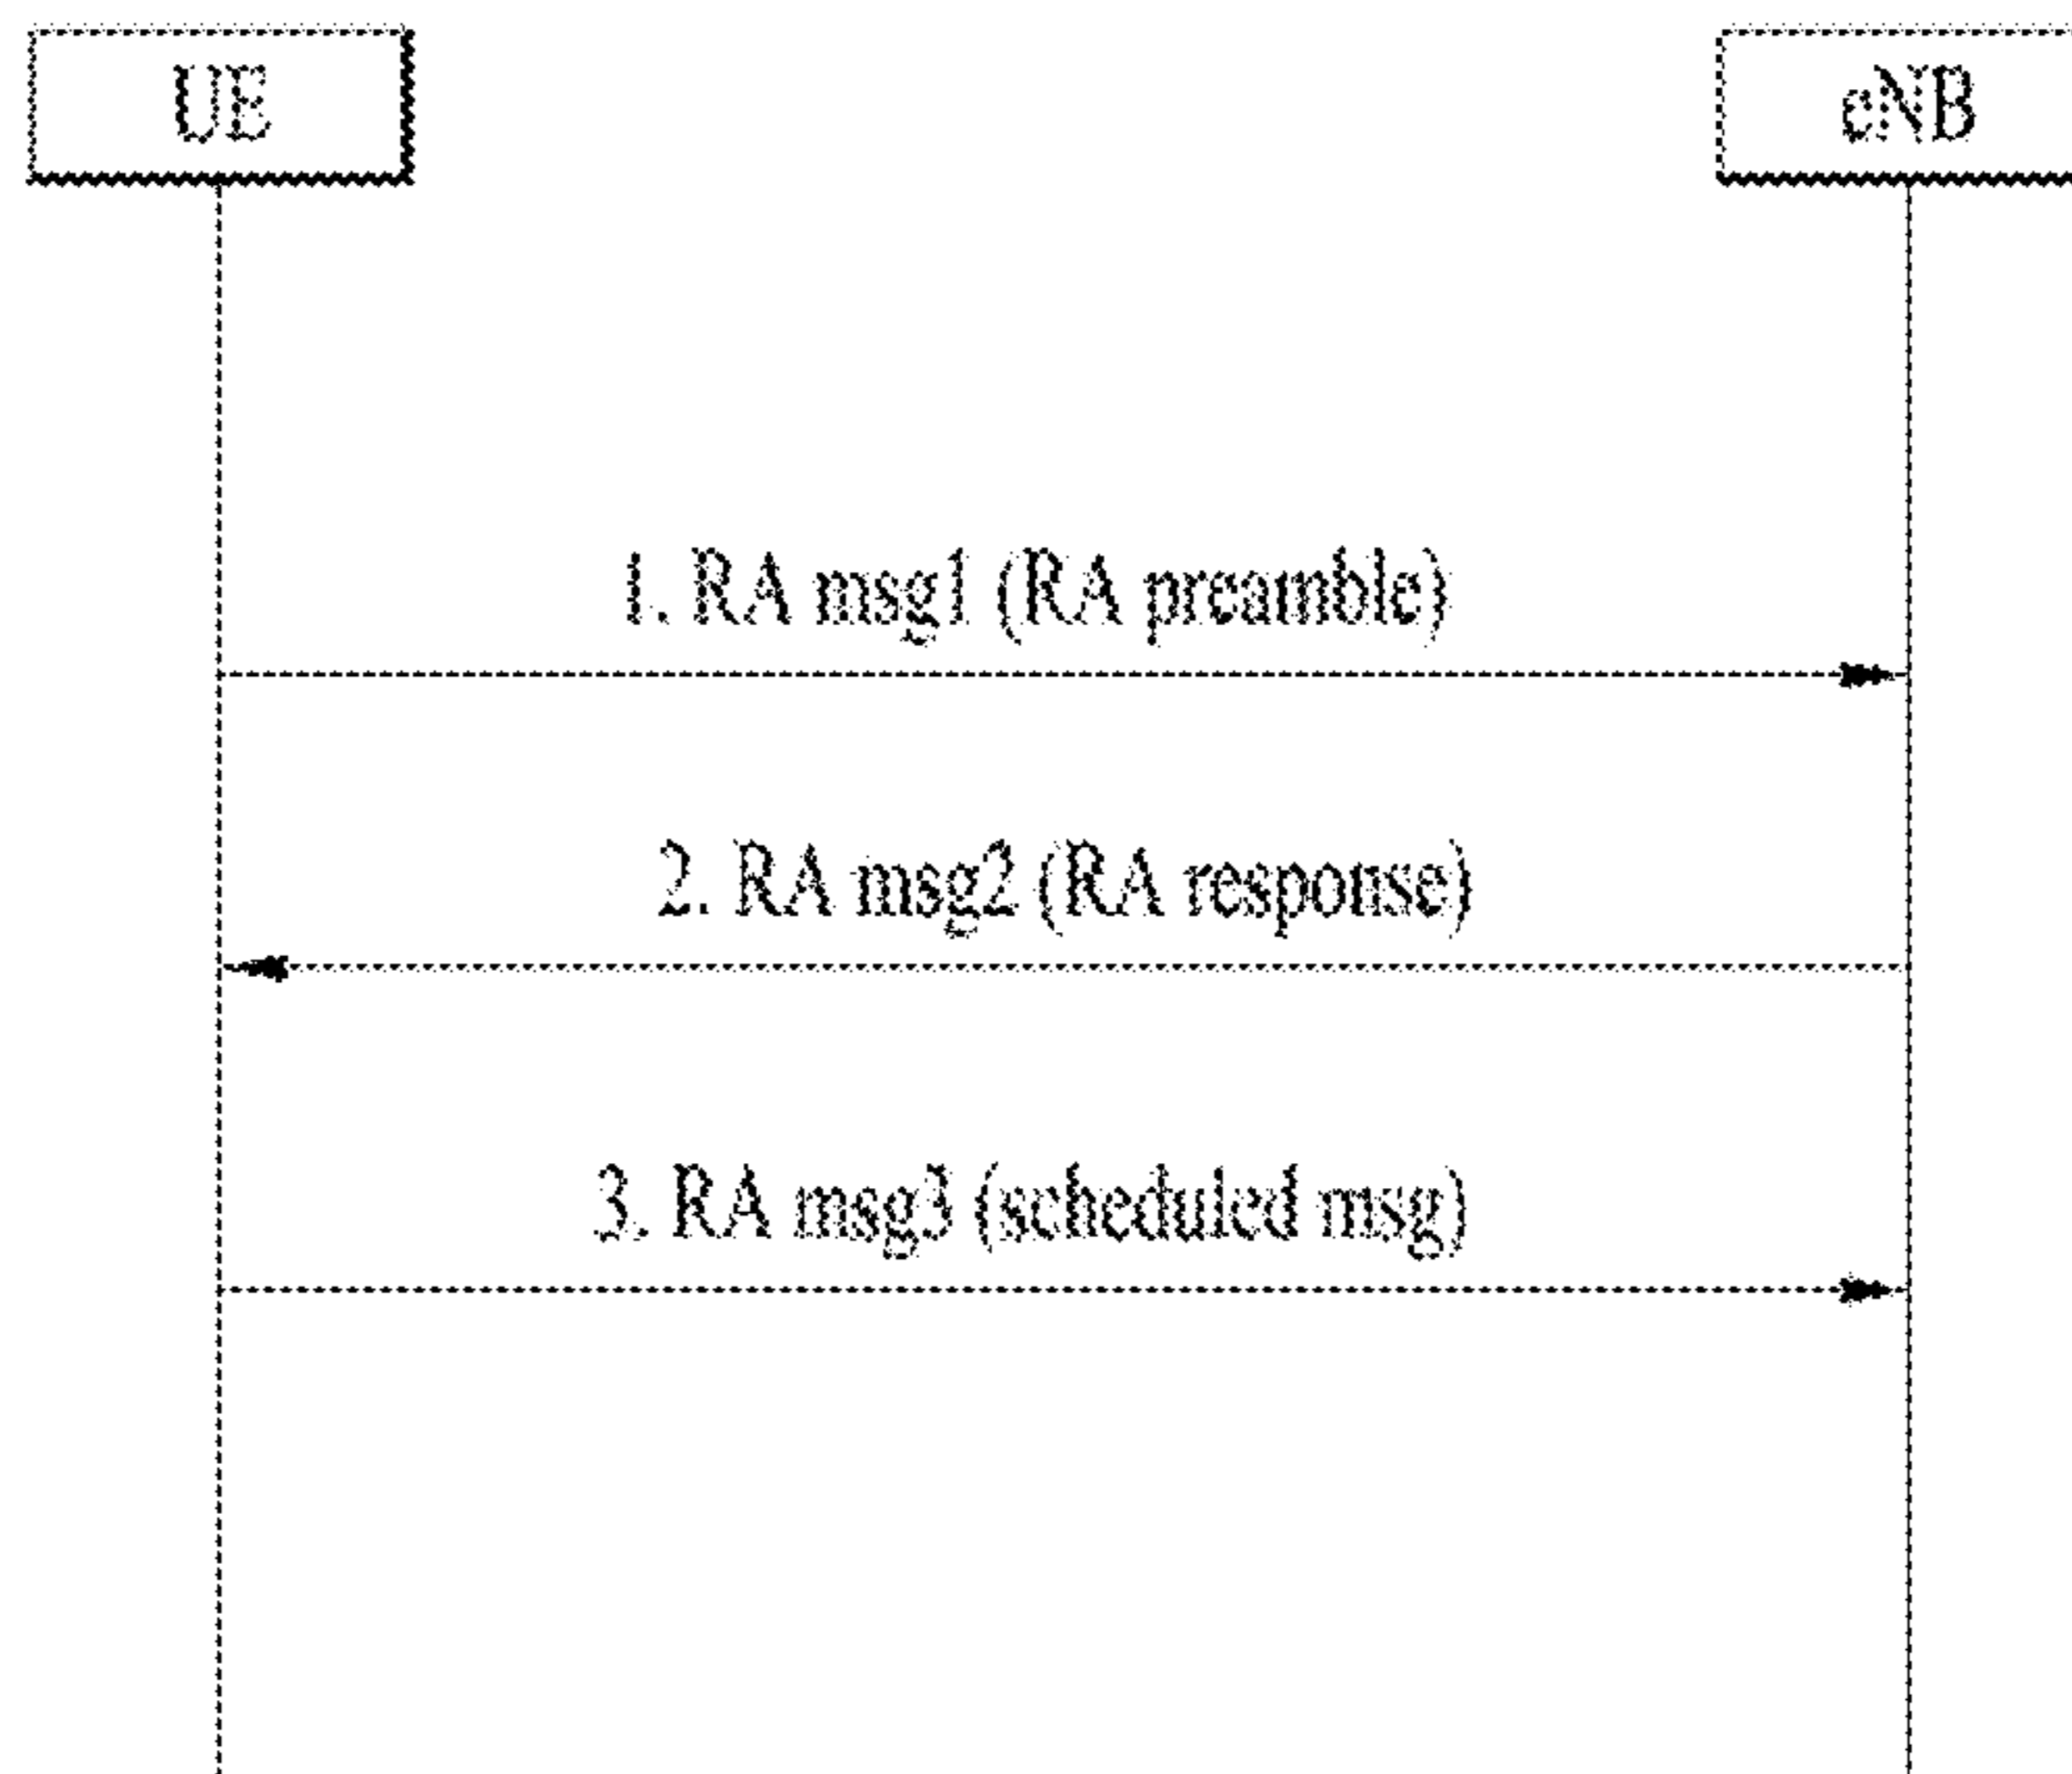 UE
eNB
1. RA msg1 (RA preamble)
2. RA msg2 (RA response)
3. RA msg3 (scheduled msg)